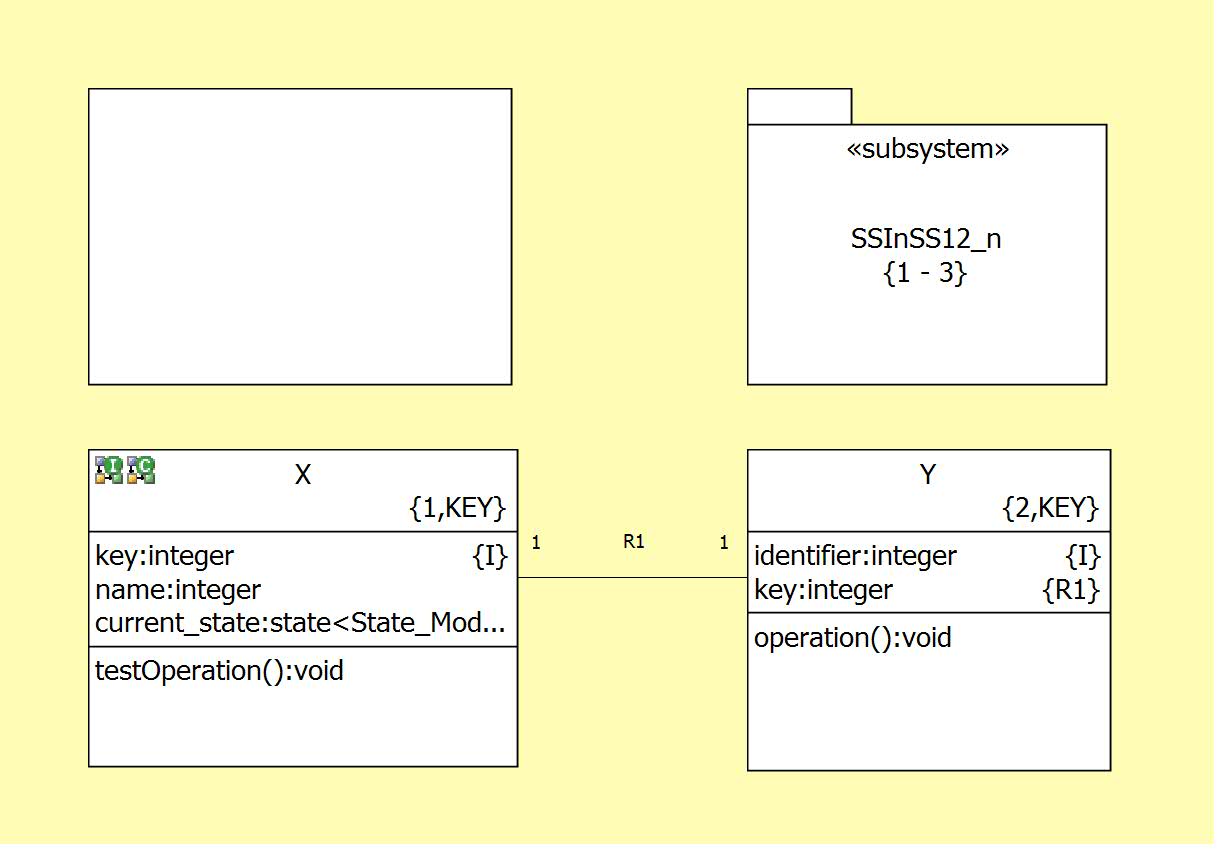 «subsystem»
SSInSS12_n
{1 - 3}
X
{1,KEY}
key:integer {I}
name:integer
current_state:state<State_Mod...
testOperation():void
1 R1 1
Y
{2,KEY}
identifier:integer {I}
key:integer {R1}
operation():void